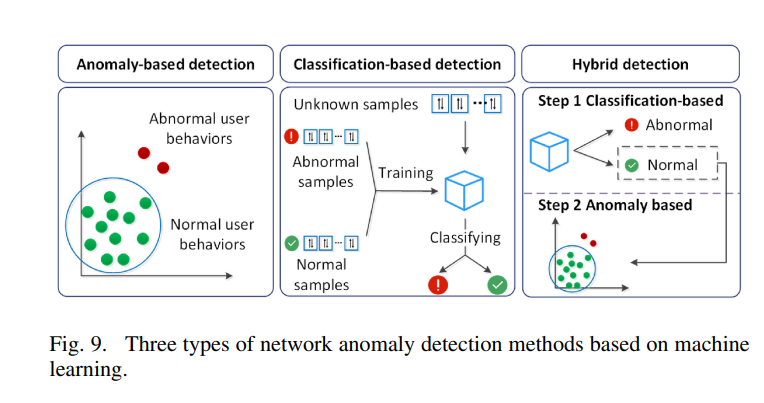 Anomaly-based detection
Abnormal user
behaviors
Normal user
behaviors
Classification-based detection
Unknown samples
Abnormal
samples
Training
Normal
samples
Classifying
Hybrid detection
Step 1 Classification-based
Abnormal
Normal
Step 2 Anomaly based
Fig. 9. Three types of network anomaly detection methods based on machine
learning.